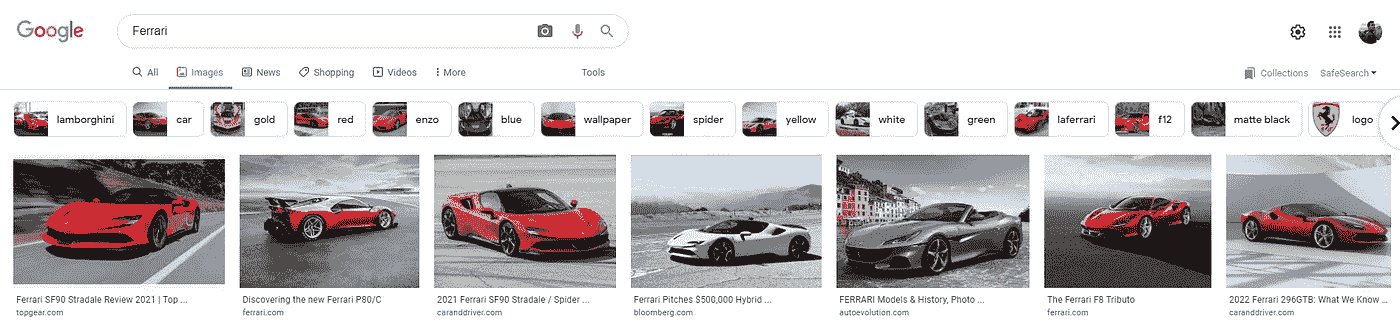 Google
Ferrari
All
Images
News
Shopping
Videos
More
Tools
Collections
SafeSearch
lamborghini
car
gold
red
enzo
blue
wallpaper
spider
yellow
white
green
laferrari
f12
matte black
logo
Ferrari SF90 Stradale Review 2021 | Top ...
topgear.com
Discovering the new Ferrari P80/C
ferrari.com
2021 Ferrari SF90 Stradale / Spider ...
caranddriver.com
Ferrari Pitches $500,000 Hybrid ...
bloomberg.com
FERRARI Models & History, Photo ...
autoevolution.com
The Ferrari F8 Tributo
ferrari.com
2022 Ferrari 296GTB: What We Know ...
caranddriver.com